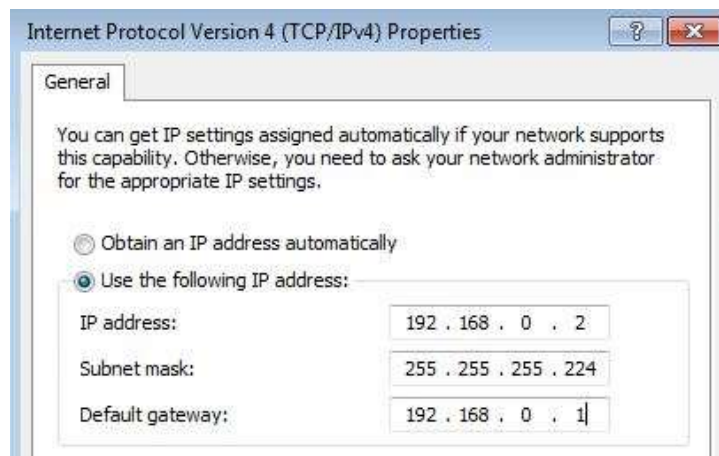 Internet Protocol Version 4 (TCP/IPv4) Properties
General
You can get IP settings assigned automatically if your network supports
this capability. Otherwise, you need to ask your network administrator
for the appropriate IP settings.
Obtain an IP address automatically
Use the following IP address:
IP address: 192 . 168 . 0 . 2
Subnet mask: 255 . 255 . 255 . 224
Default gateway: 192 . 168 . 0 . 1